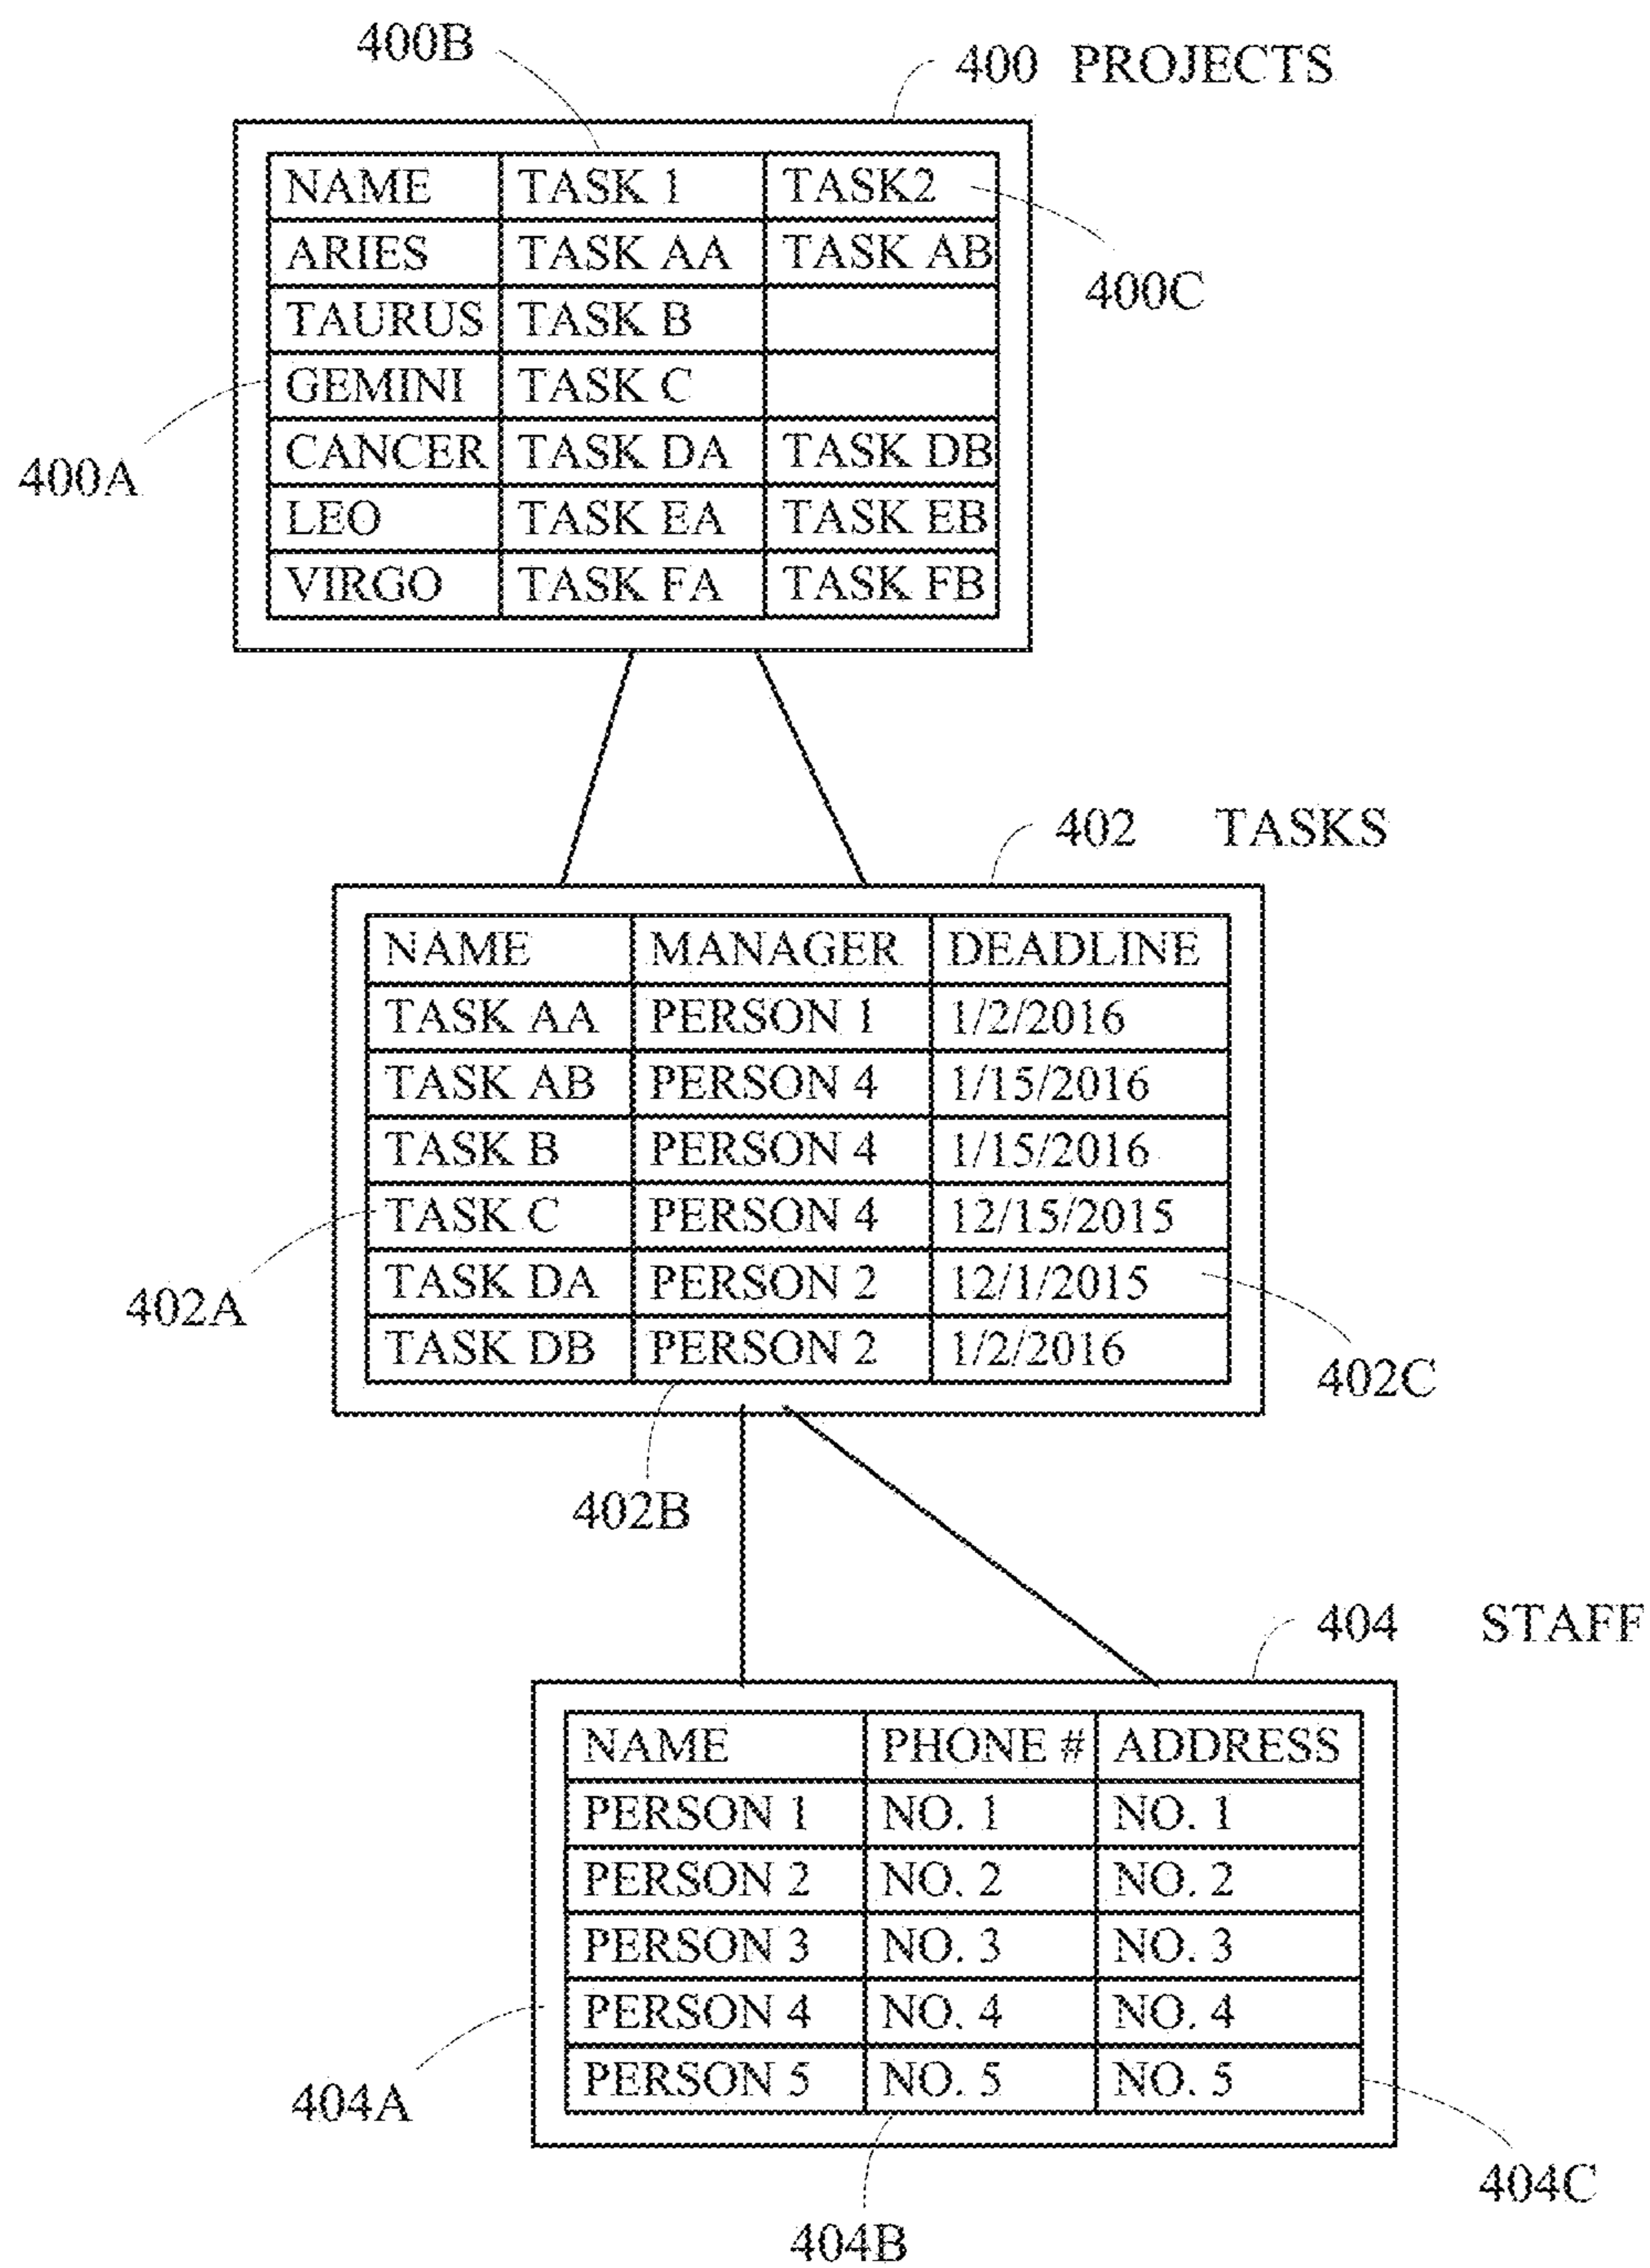 400B
400 PROJECTS
NAME TASK 1 TASK2
ARIES TASK AA TASK AB
400C
TAURUS TASK B
GEMINI TASK C
CANCER TASK DA TASK DB
400A
LEO TASK EA TASK EB
VIRGO TASK FA TASK FB
402 TASKS
NAME MANAGER DEADLINE
TASK AA PERSON 1 1/2/2016
TASK AB PERSON 4 1/15/2016
TASK B PERSON 4 1/15/2016
TASK C PERSON 4 12/15/2015
TASK DA PERSON 2 12/1/2015
402A
TASK DB PERSON 2 1/2/2016
402C
402B
404 STAFF
NAME PHONE # ADDRESS
PERSON 1 NO. 1 NO. 1
PERSON 2 NO. 2 NO. 2
PERSON 3 NO. 3 NO. 3
PERSON 4 NO. 4 NO. 4
PERSON 5 NO. 5 NO. 5
404A
404C
404B